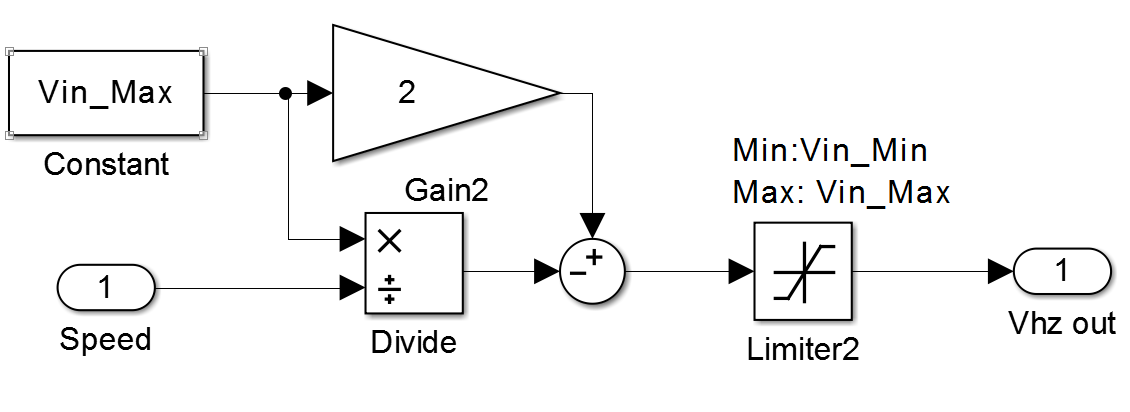 Vin_Max
Constant
2
Gain2
Min:Vin_Min
Max: Vin_Max
×
÷
Divide
1
Speed
− +
Limiter2
1
Vhz out